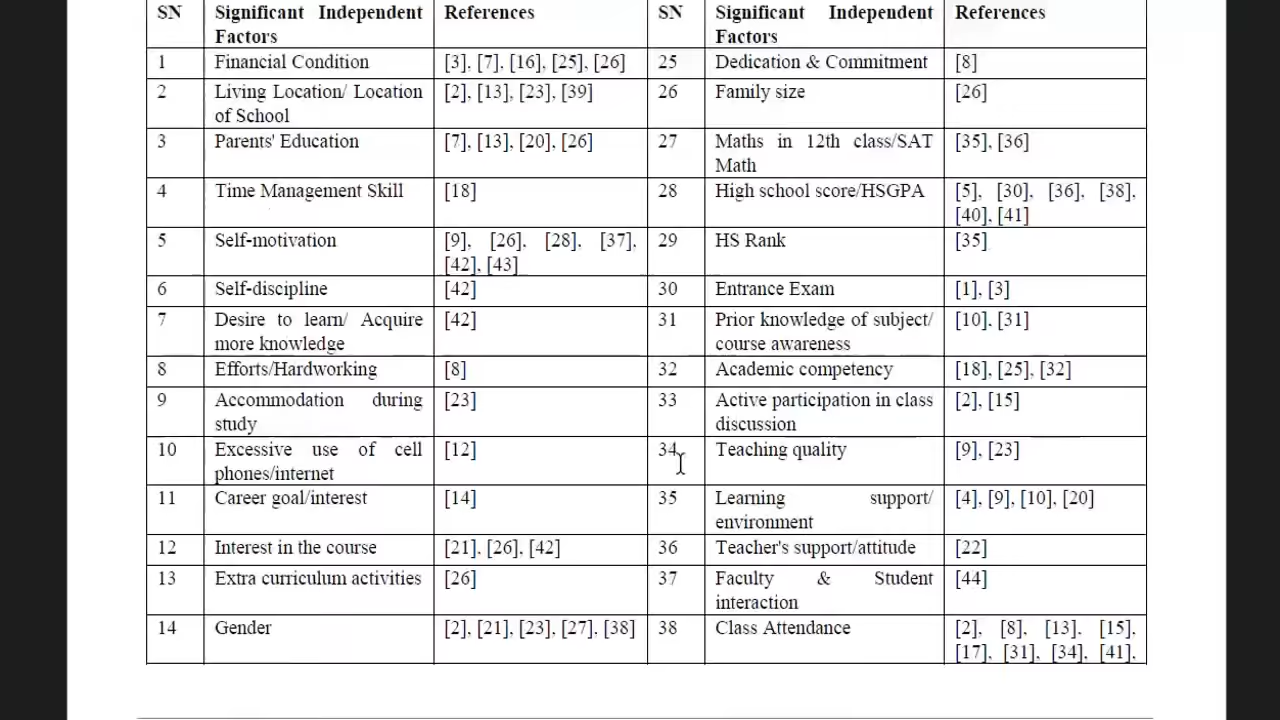 SN Significant Independent References SN Significant Independent References
Factors Factors
1 Financial Condition [3], [7], [16], [25], [26] 25 Dedication & Commitment [8]
2 Living Location/ Location [2], [13], [23], [39] 26 Family size [26]
of School
3 Parents' Education [7], [13], [20], [26] 27 Maths in 12th class/SAT [35], [36]
Math
4 Time Management Skill [18] 28 High school score/HSGPA [5], [30], [36], [38],
[40], [41]
5 Self-motivation [9], [26], [28], [37], 29 HS Rank [35]
[42], [43]
6 Self-discipline [42] 30 Entrance Exam [1], [3]
7 Desire to learn/ Acquire [42] 31 Prior knowledge of subject/ [10], [31]
more knowledge course awareness
8 Efforts/Hardworking [8] 32 Academic competency [18], [25], [32]
9 Accommodation during [23] 33 Active participation in class [2], [15]
study discussion
10 Excessive use of cell [12] 34 Teaching quality [9], [23]
phones/internet
11 Career goal/interest [14] 35 Learning support/ [4], [9], [10], [20]
environment
12 Interest in the course [21], [26], [42] 36 Teacher's support/attitude [22]
13 Extra curriculum activities [26] 37 Faculty & Student [44]
interaction
14 Gender [2], [21], [23], [27], [38] 38 Class Attendance [2], [8], [13], [15],
[17], [31], [34], [41],